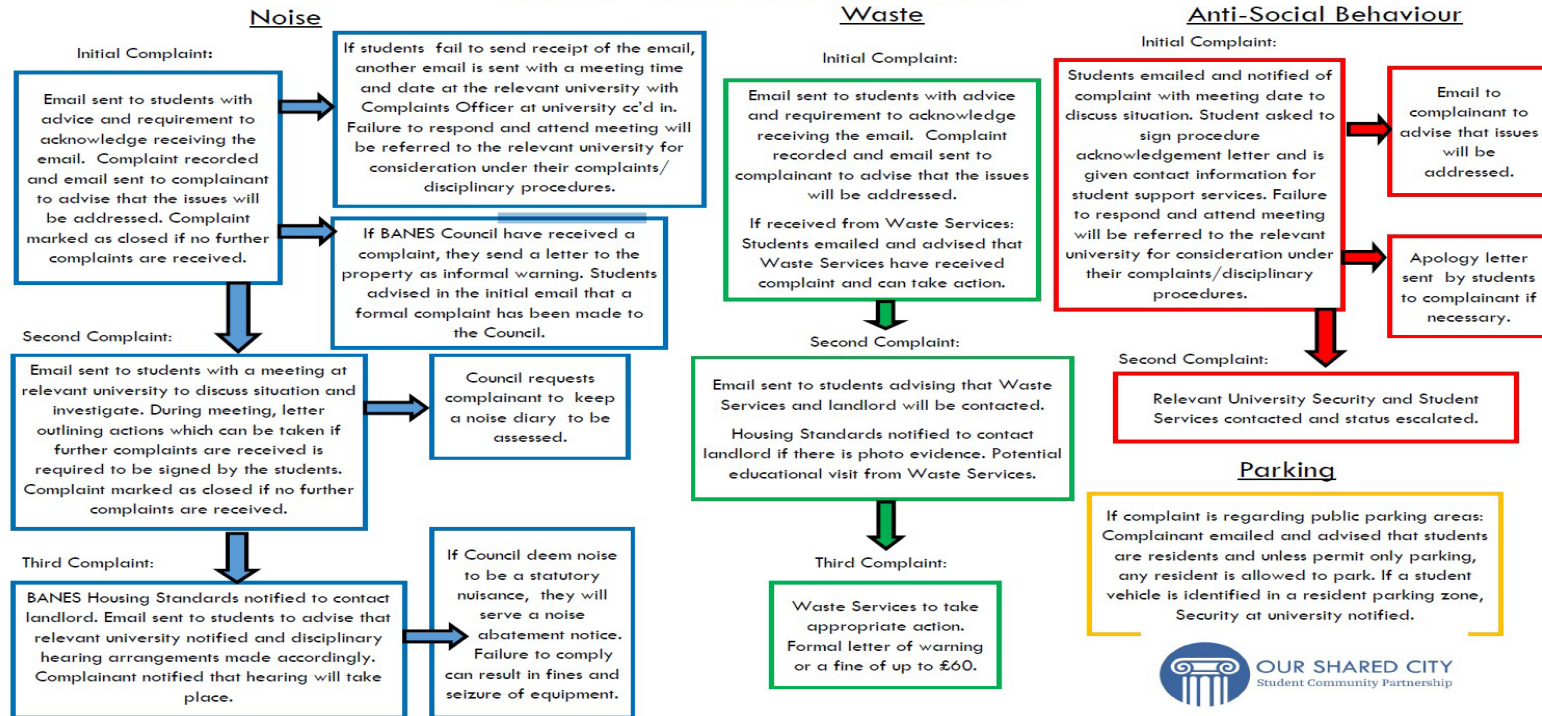 Noise
Initial Complaint:
Email sent to students with
advice and requirement to
acknowledge receiving the
email. Complaint recorded
and email sent to complainant
to advise that the issues will
be addressed. Complaint
marked as closed if no further
complaints are received.
If students fail to send receipt of the email,
another email is sent with a meeting time
and date at the relevant university with
Complaints Officer at university cc'd in.
Failure to respond and attend meeting will
be referred to the relevant university for
consideration under their complaints/
disciplinary procedures.
If BANES Council have received a
complaint, they send a letter to the
property as informal warning. Students
advised in the initial email that a
formal complaint has been made to
the Council.
Second Complaint:
Email sent to students with a meeting at
relevant university to discuss situation and
investigate. During meeting, letter
outlining actions which can be taken if
further complaints are received is
required to be signed by the students.
Complaint marked as closed if no further
complaints are received.
Council requests
complainant to keep
a noise diary to be
assessed.
Third Complaint:
BANES Housing Standards notified to contact
landlord. Email sent to students to advise that
relevant university notified and disciplinary
hearing arrangements made accordingly.
Complainant notified that hearing will take
place.
If Council deem noise
to be a statutory
nuisance, they will
serve a noise
abatement notice.
Failure to comply
can result in fines and
seizure of equipment.
Waste
Initial Complaint:
Email sent to students with advice
and requirement to acknowledge
receiving the email. Complaint
recorded and email sent to
complainant to advise that the issues
will be addressed.
If received from Waste Services:
Students emailed and advised that
Waste Services have received
complaint and can take action.
Second Complaint:
Email sent to students advising that Waste
Services and landlord will be contacted.
Housing Standards notified to contact
landlord if there is photo evidence. Potential
educational visit from Waste Services.
Third Complaint:
Waste Services to take
appropriate action.
Formal letter of warning
or a fine of up to £60.
Anti-Social Behaviour
Initial Complaint:
Students emailed and notified of
complaint with meeting date to
discuss situation. Student asked to
sign procedure
acknowledgement letter and is
given contact information for
student support services. Failure
to respond and attend meeting
will be referred to the relevant
university for consideration under
their complaints/disciplinary
procedures.
Email to
complainant to
advise that issues
will be
addressed.
Apology letter
sent by students
to complainant if
necessary.
Second Complaint:
Relevant University Security and Student
Services contacted and status escalated.
Parking
If complaint is regarding public parking areas:
Complainant emailed and advised that students
are residents and unless permit only parking,
any resident is allowed to park. If a student
vehicle is identified in a resident parking zone,
Security at university notified.
OUR SHARED CITY
Student Community Partnership